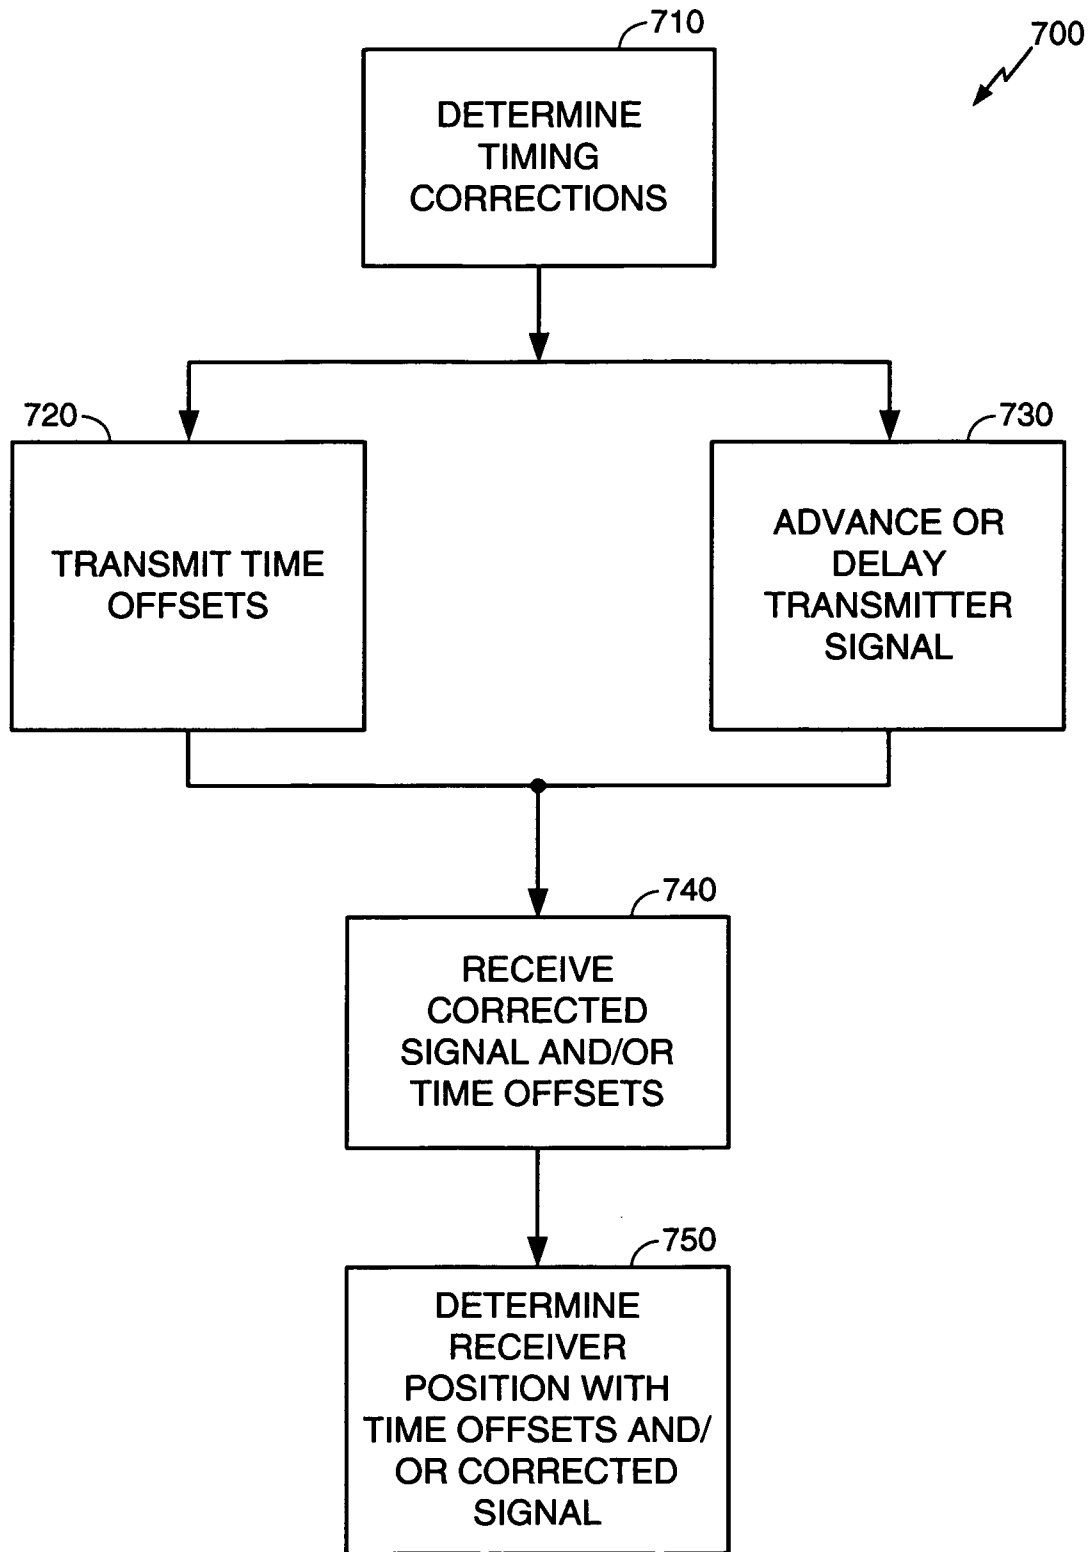 710
700
DETERMINE
TIMING
CORRECTIONS
720
730
TRANSMIT TIME
OFFSETS
ADVANCE OR
DELAY
TRANSMITTER
SIGNAL
740
RECEIVE
CORRECTED
SIGNAL AND/OR
TIME OFFSETS
750
DETERMINE
RECEIVER
POSITION WITH
TIME OFFSETS AND/
OR CORRECTED
SIGNAL